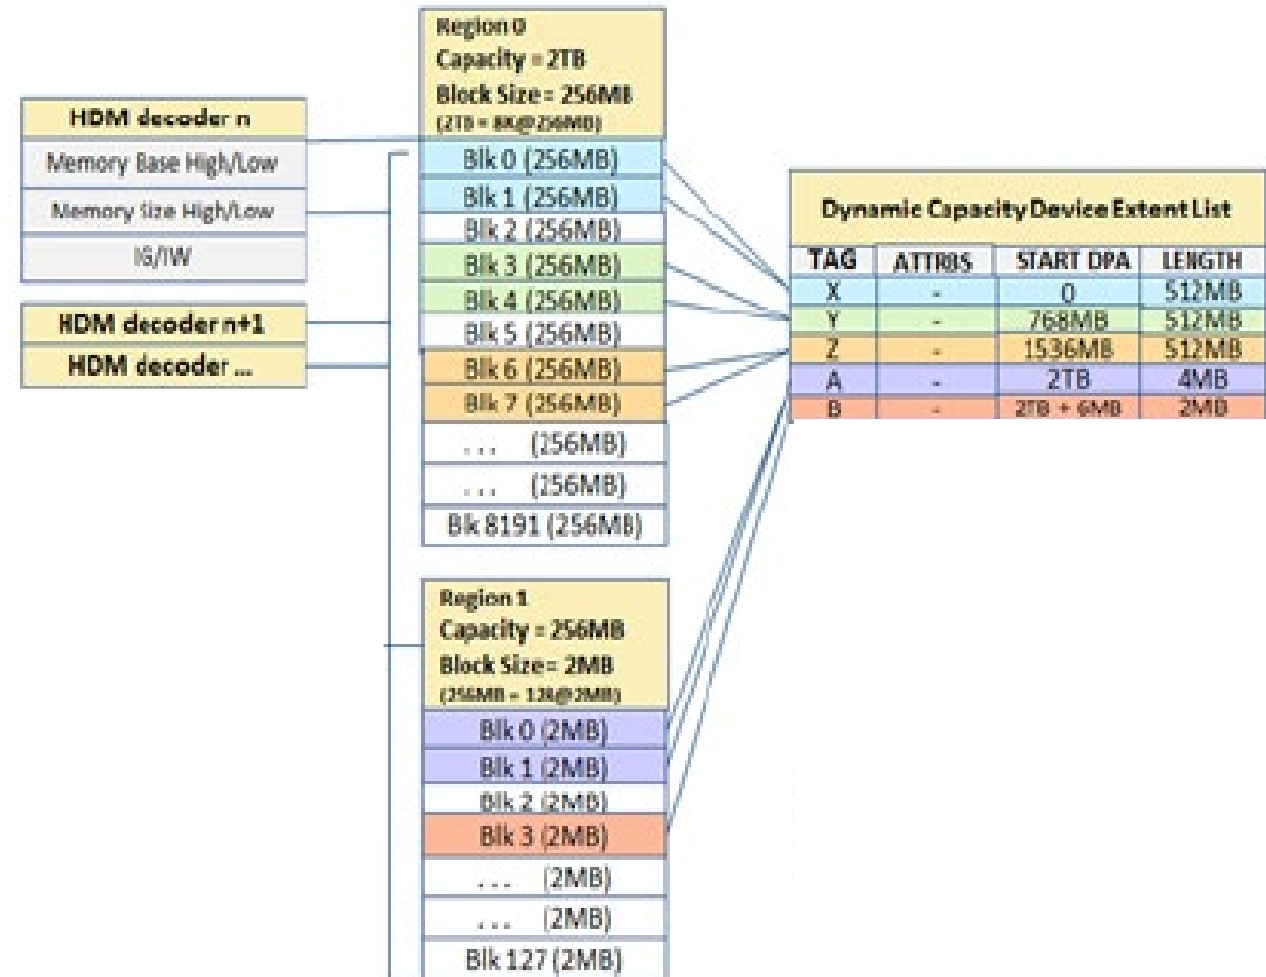 HDM decoder n
Memory Base High/Low
Memory Size High/Low
IG/IW
HDM decoder n+1
HDM decoder ...
Region 0
Capacity = 2TB
Block Size = 256MB
(2TB = 8K@256MB)
Blk 0 (256MB)
Blk 1 (256MB)
Blk 2 (256MB)
Blk 3 (256MB)
Blk 4 (256MB)
Blk 5 (256MB)
Blk 6 (256MB)
Blk 7 (256MB)
... (256MB)
... (256MB)
Blk 8191 (256MB)
Region 1
Capacity = 256MB
Block Size = 2MB
(256MB = 128@2MB)
Blk 0 (2MB)
Blk 1 (2MB)
Blk 2 (2MB)
Blk 3 (2MB)
... (2MB)
... (2MB)
Blk 127 (2MB)
Dynamic Capacity Device Extent List
TAG ATTRBS START DPA LENGTH
X - 0 512MB
Y - 768MB 512MB
Z - 1536MB 512MB
A - 2TB 4MB
B - 2TB + 6MB 2MB